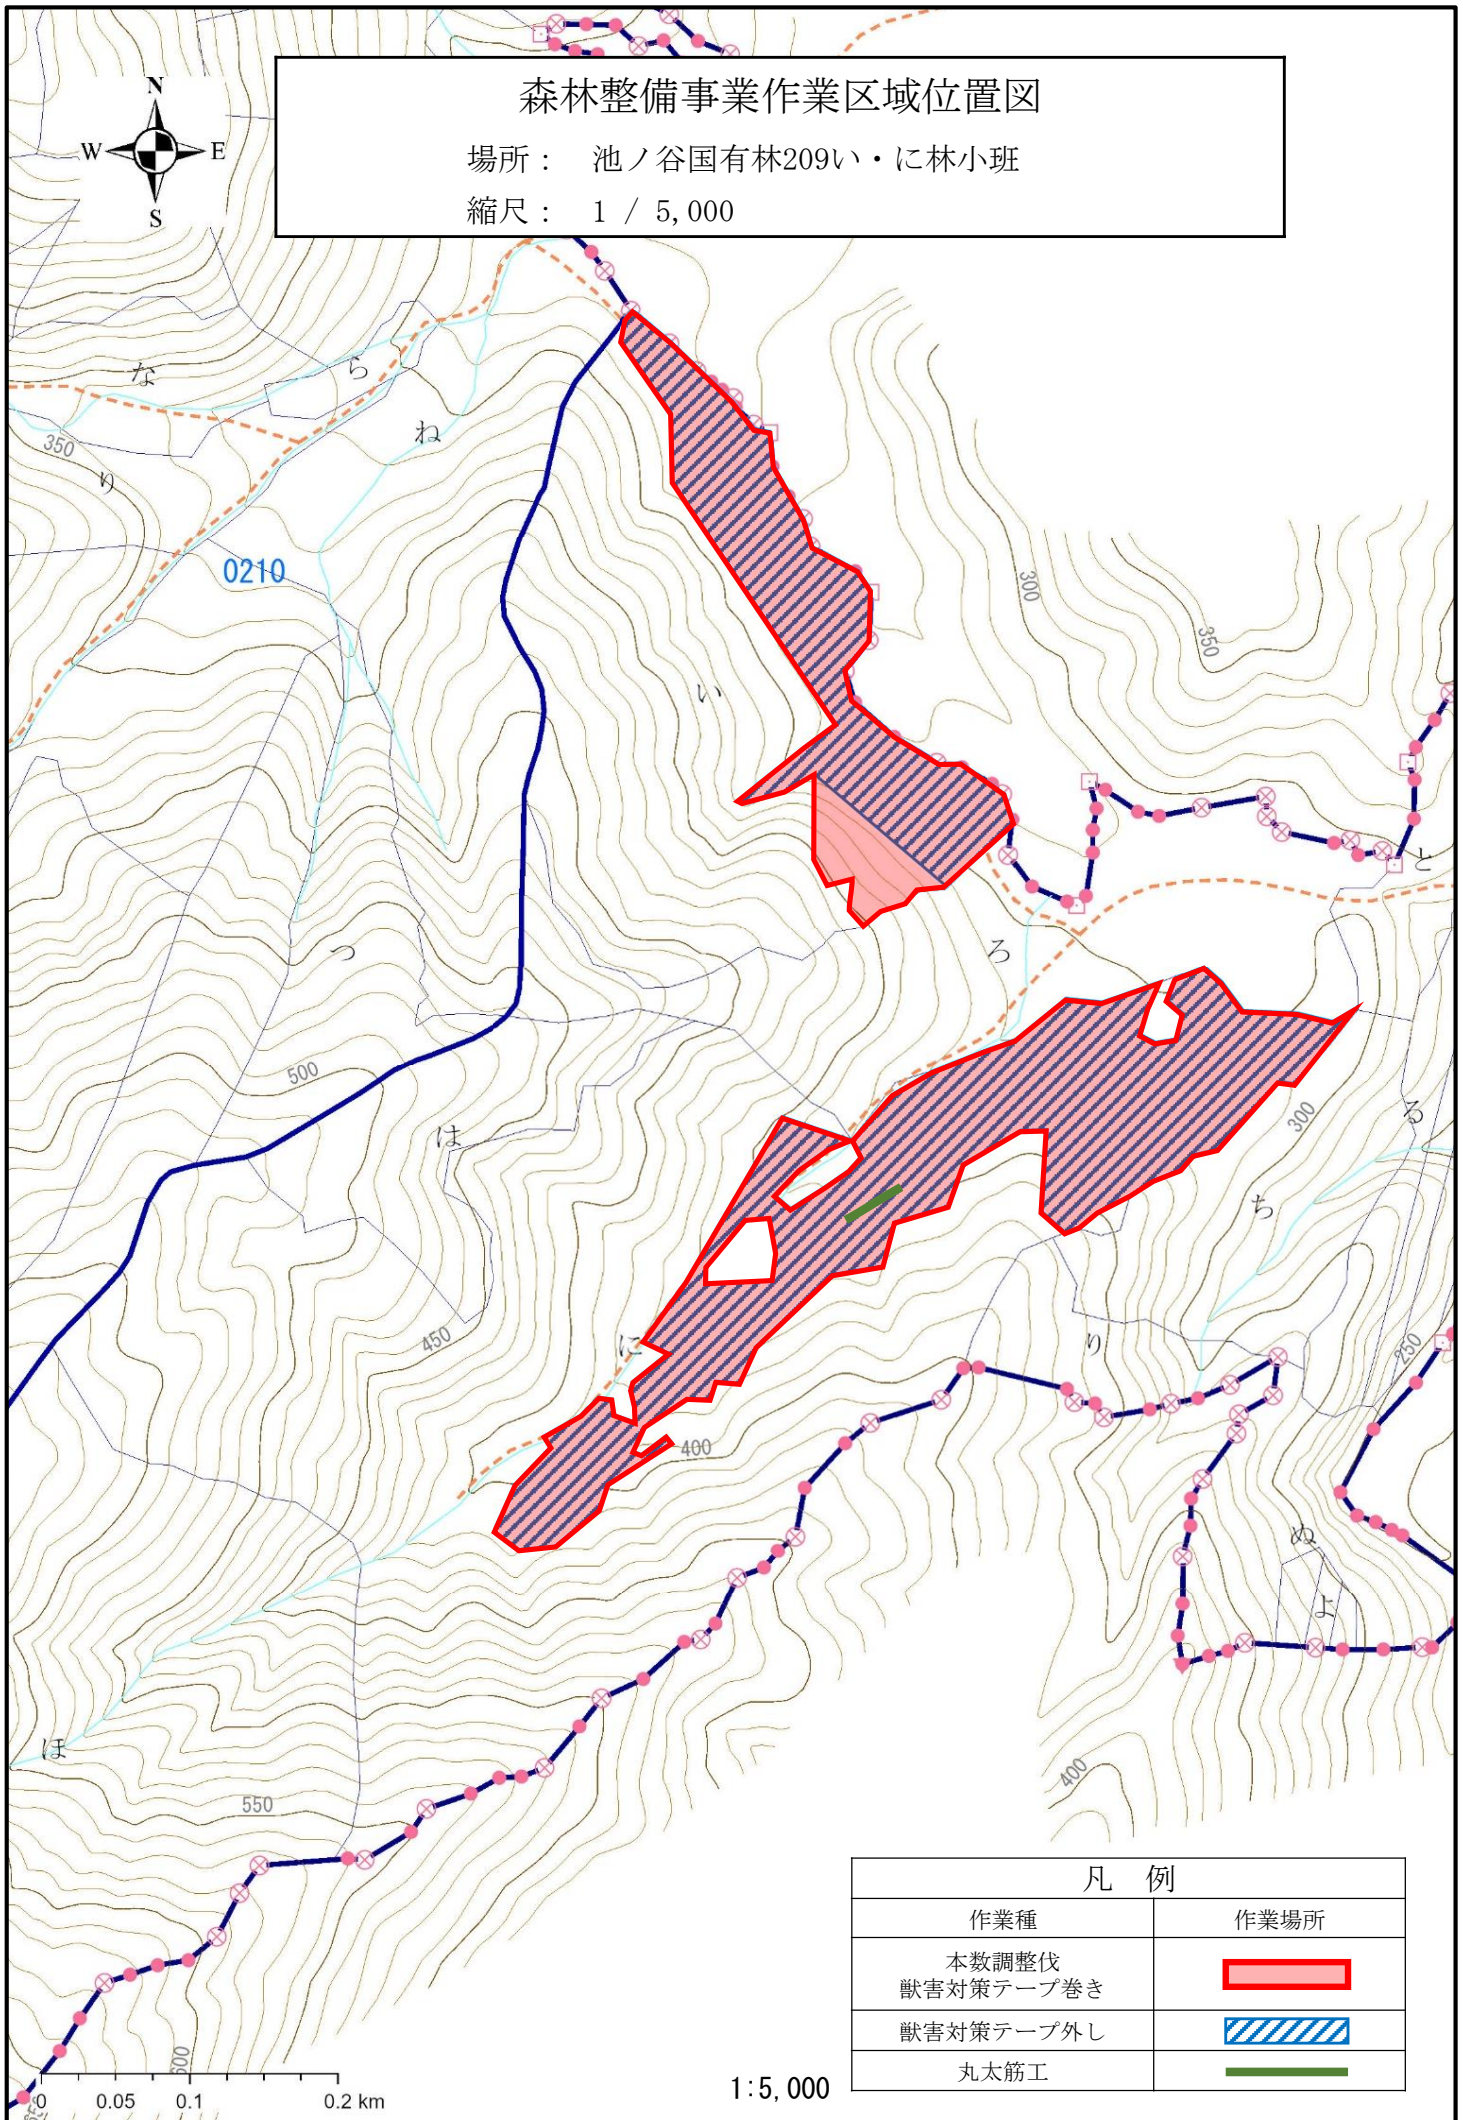 N
W E
S
森林整備事業作業区域位置図
場所： 池ノ谷国有林209い・に林小班
縮尺： 1 / 5,000
な
ら
ね
350
り
0210
300
350
い
と
つ
ろ
500
は
300
る
ち
450
に
り
250
400
ぬ
よ
ほ
550
400
600
凡 例
作業種 作業場所
本数調整伐
獣害対策テープ巻き
獣害対策テープ外し
丸太筋工
0 0.05 0.1 0.2 km
1:5,000